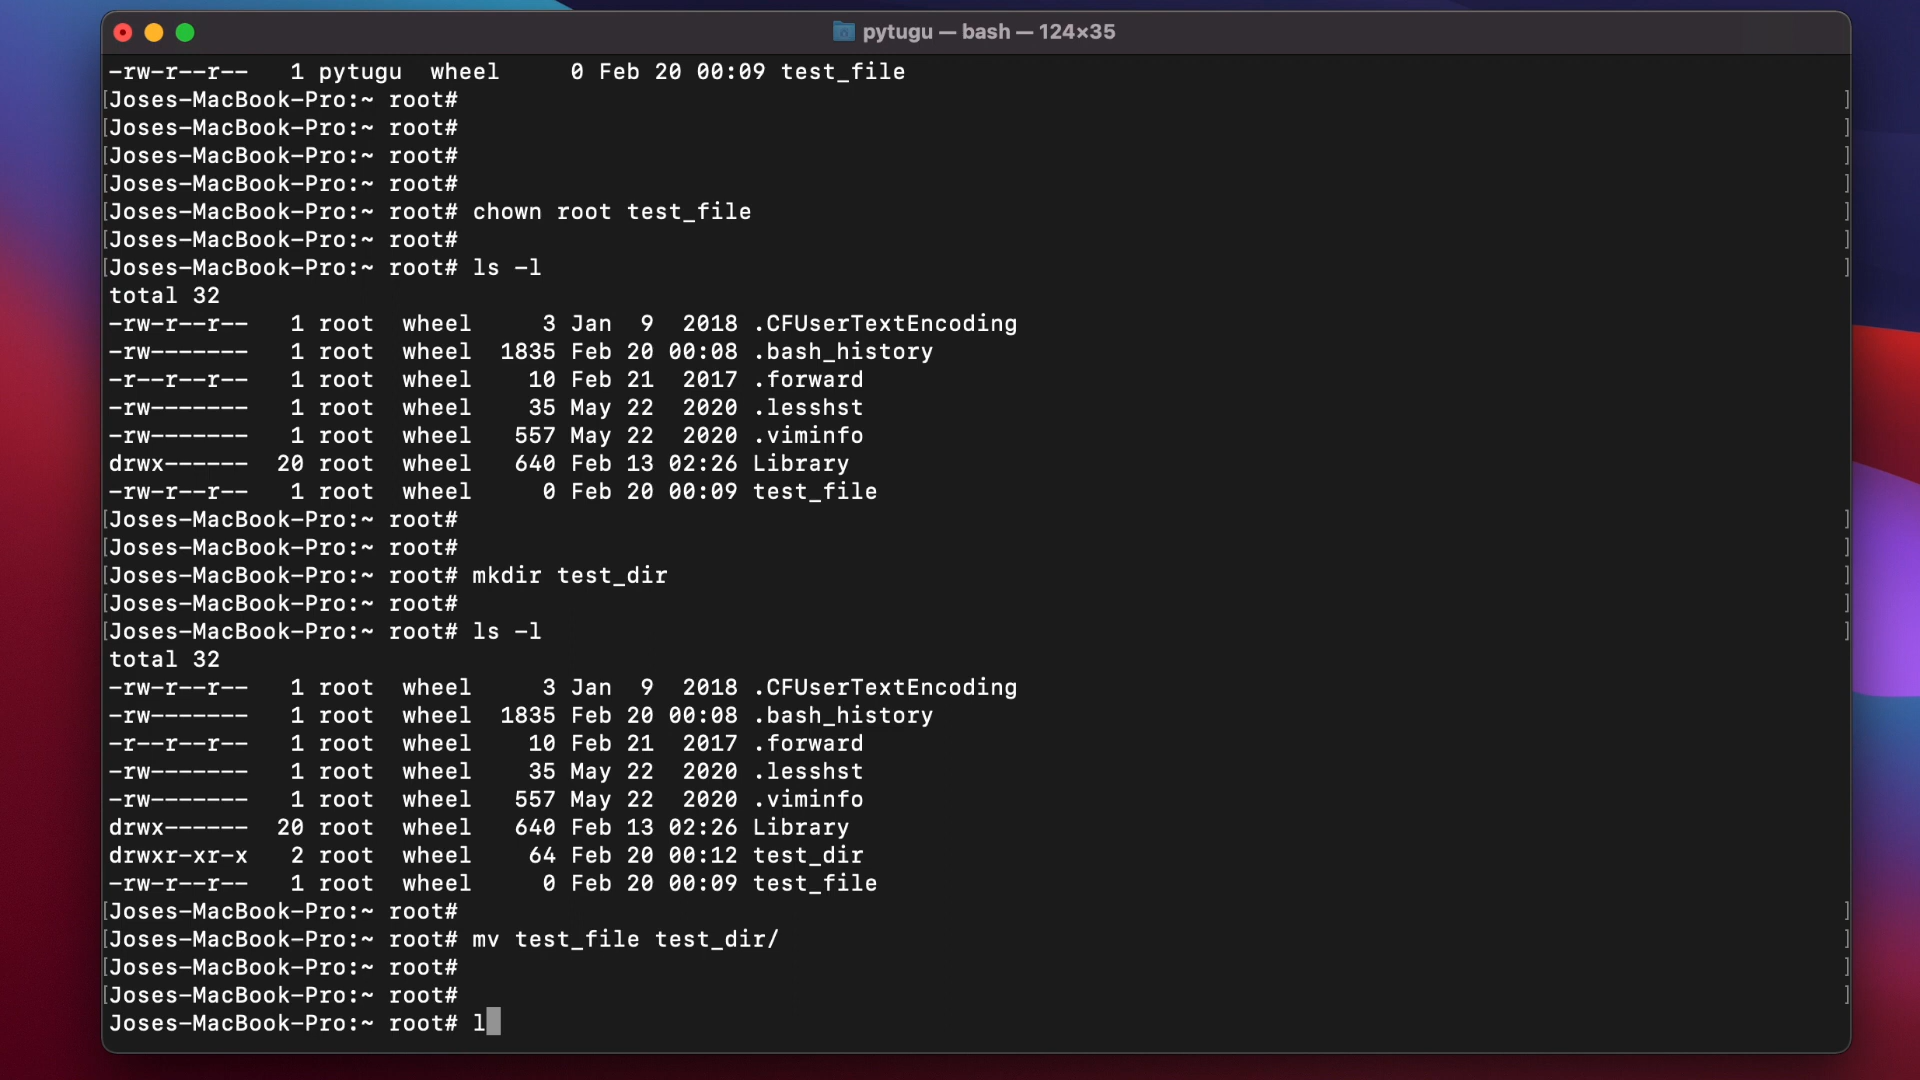 pytugu — bash — 124×35
-rw-r--r--   1 pytugu  wheel     0 Feb 20 00:09 test_file
[Joses-MacBook-Pro:~ root# ]
[Joses-MacBook-Pro:~ root# ]
[Joses-MacBook-Pro:~ root# ]
[Joses-MacBook-Pro:~ root# ]
[Joses-MacBook-Pro:~ root# chown root test_file ]
[Joses-MacBook-Pro:~ root# ]
[Joses-MacBook-Pro:~ root# ls -l ]
total 32
-rw-r--r--   1 root  wheel     3 Jan  9  2018 .CFUserTextEncoding
-rw-------   1 root  wheel  1835 Feb 20 00:08 .bash_history
-r--r--r--   1 root  wheel    10 Feb 21  2017 .forward
-rw-------   1 root  wheel    35 May 22  2020 .lesshst
-rw-------   1 root  wheel   557 May 22  2020 .viminfo
drwx------  20 root  wheel   640 Feb 13 02:26 Library
-rw-r--r--   1 root  wheel     0 Feb 20 00:09 test_file
[Joses-MacBook-Pro:~ root# ]
[Joses-MacBook-Pro:~ root# ]
[Joses-MacBook-Pro:~ root# mkdir test_dir ]
[Joses-MacBook-Pro:~ root# ]
[Joses-MacBook-Pro:~ root# ls -l ]
total 32
-rw-r--r--   1 root  wheel     3 Jan  9  2018 .CFUserTextEncoding
-rw-------   1 root  wheel  1835 Feb 20 00:08 .bash_history
-r--r--r--   1 root  wheel    10 Feb 21  2017 .forward
-rw-------   1 root  wheel    35 May 22  2020 .lesshst
-rw-------   1 root  wheel   557 May 22  2020 .viminfo
drwx------  20 root  wheel   640 Feb 13 02:26 Library
drwxr-xr-x   2 root  wheel    64 Feb 20 00:12 test_dir
-rw-r--r--   1 root  wheel     0 Feb 20 00:09 test_file
[Joses-MacBook-Pro:~ root# ]
[Joses-MacBook-Pro:~ root# mv test_file test_dir/ ]
[Joses-MacBook-Pro:~ root# ]
[Joses-MacBook-Pro:~ root# ]
Joses-MacBook-Pro:~ root# l